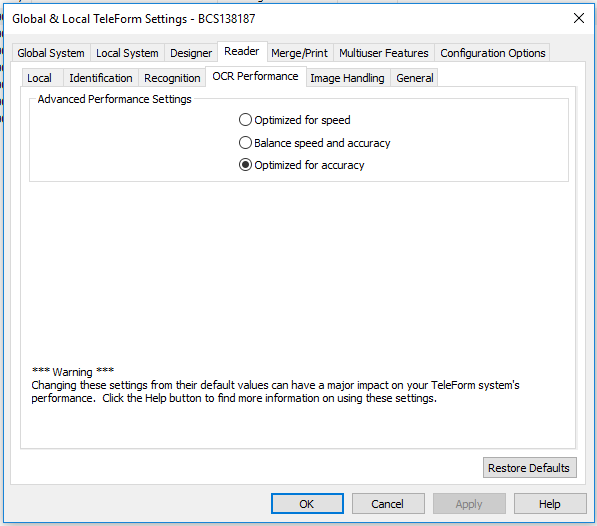 Global & Local TeleForm Settings - BCS138187
Global System Local System Designer Reader Merge/Print Multiuser Features Configuration Options
Local Identification Recognition OCR Performance Image Handling General
Advanced Performance Settings
Optimized for speed
Balance speed and accuracy
Optimized for accuracy
*** Warning ***
Changing these settings from their default values can have a major impact on your TeleForm system's
performance. Click the Help button to find more information on using these settings.
Restore Defaults
OK Cancel Apply Help